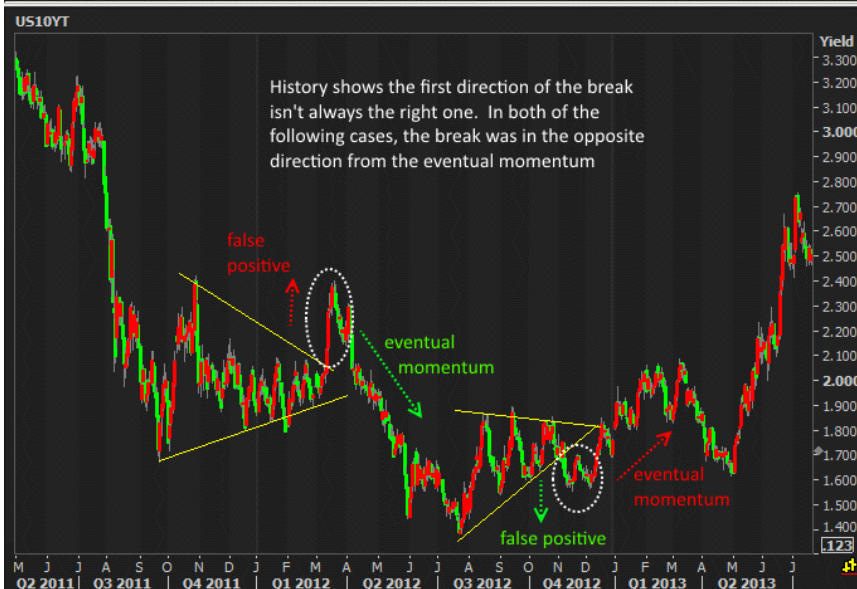 US10YT
Yield
3.300
3.200
3.100
3.000
2.900
2.800
2.700
2.600
2.500
2.400
2.300
2.200
2.100
2.000
1.900
1.800
1.700
1.600
1.500
1.400
.123
History shows the first direction of the break
isn't always the right one. In both of the
following cases, the break was in the opposite
direction from the eventual momentum
false
positive
eventual
momentum
eventual
momentum
false positive
M J J A S O N D J F M A M J J A S O N D J F M A M J J
Q2 2011 Q3 2011 Q4 2011 Q1 2012 Q2 2012 Q3 2012 Q4 2012 Q1 2013 Q2 2013